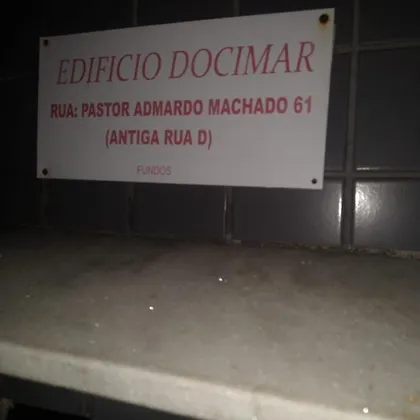 EDIFICIO DOCIMAR
RUA: PASTOR ADMARDO MACHADO 61
(ANTIGA RUA D)
FUNDOS